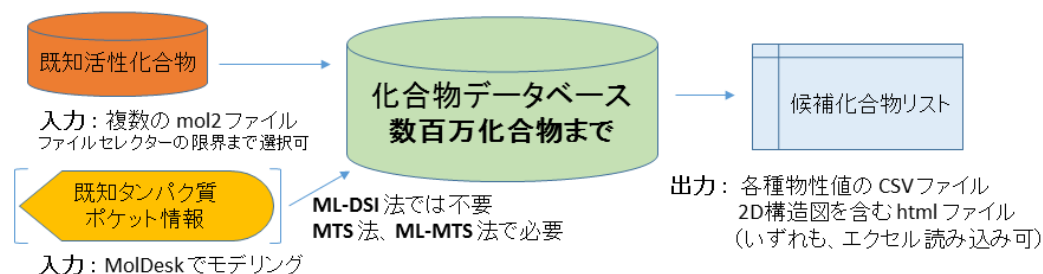 既知活性化合物
入力：複数の mol2ファイル
ファイルセレクターの限界まで選択可
既知タンパク質
ポケット情報
入力：MolDeskでモデリング
化合物データベース
数百万化合物まで
ML-DSI 法では不要
MTS 法、ML-MTS 法で必要
候補化合物リスト
出力：各種物性値の CSVファイル
2D構造図を含む html ファイル
（いずれも、エクセル読み込み可）